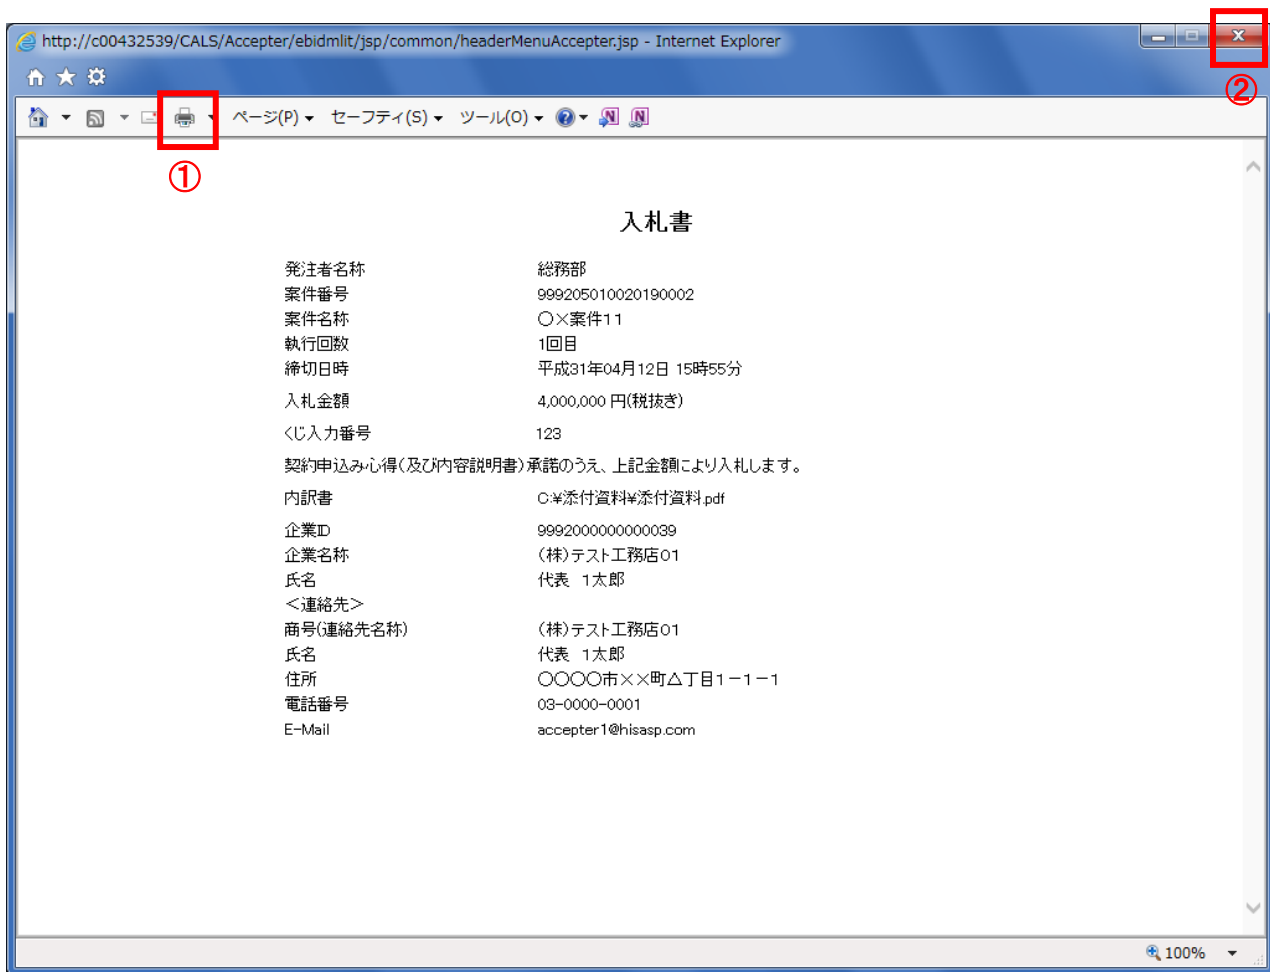 http://c00432539/CALS/Accepter/ebidmlit/jsp/common/headerMenuAccepter.jsp - Internet Explorer
②
ページ(P) セーフティ(S) ツール(O)
①
入札書
発注者名称 総務部
案件番号 999205010020190002
案件名称 〇×案件11
執行回数 1回目
締切日時 平成31年04月12日 15時55分
入札金額 4,000,000 円(税抜き)
くじ入力番号 123
契約申込み心得(及び内容説明書)承諾のうえ、上記金額により入札します。
内訳書 C:¥添付資料¥添付資料.pdf
企業ID 9992000000000039
企業名称 (株)テスト工務店01
氏名 代表 1太郎
<連絡先>
商号(連絡先名称) (株)テスト工務店01
氏名 代表 1太郎
住所 〇〇〇〇市××町△丁目1-1-1
電話番号 03-0000-0001
E-Mail accepter1@hisasp.com
100%